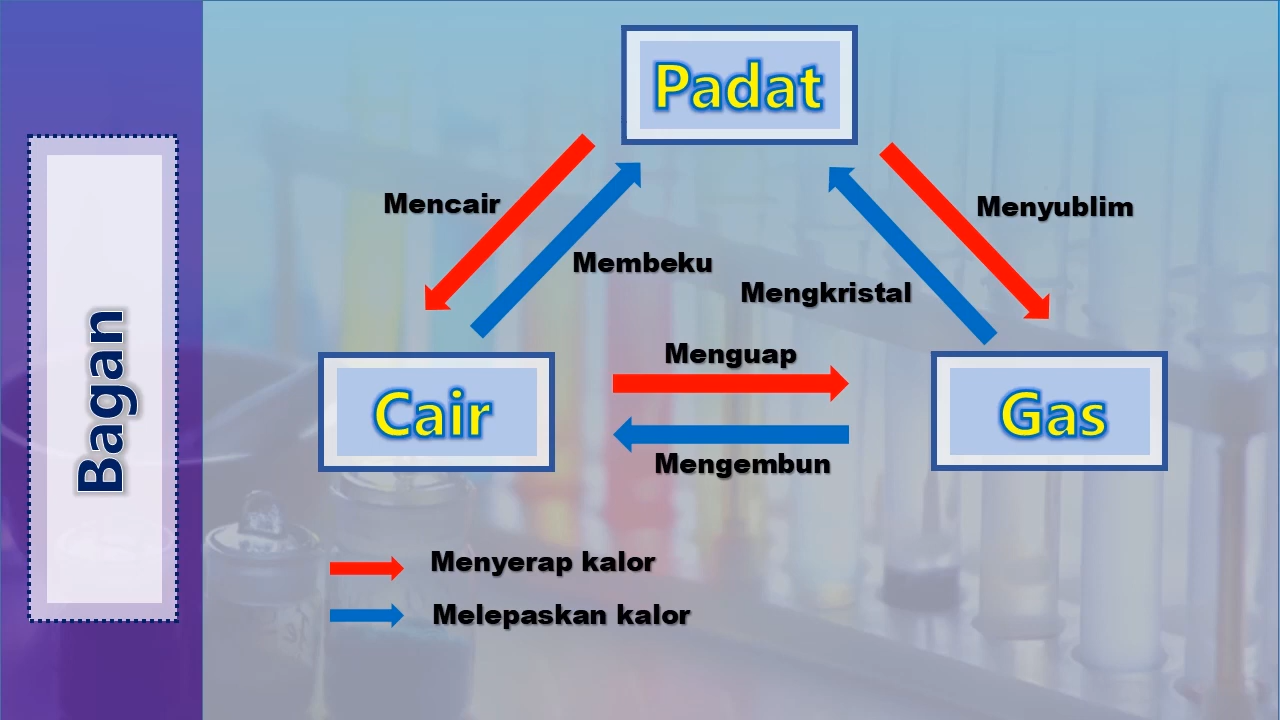 Bagan
Padat
Mencair
Menyublim
Membeku
Mengkristal
Menguap
Cair
Gas
Mengembun
Menyerap kalor
Melepaskan kalor